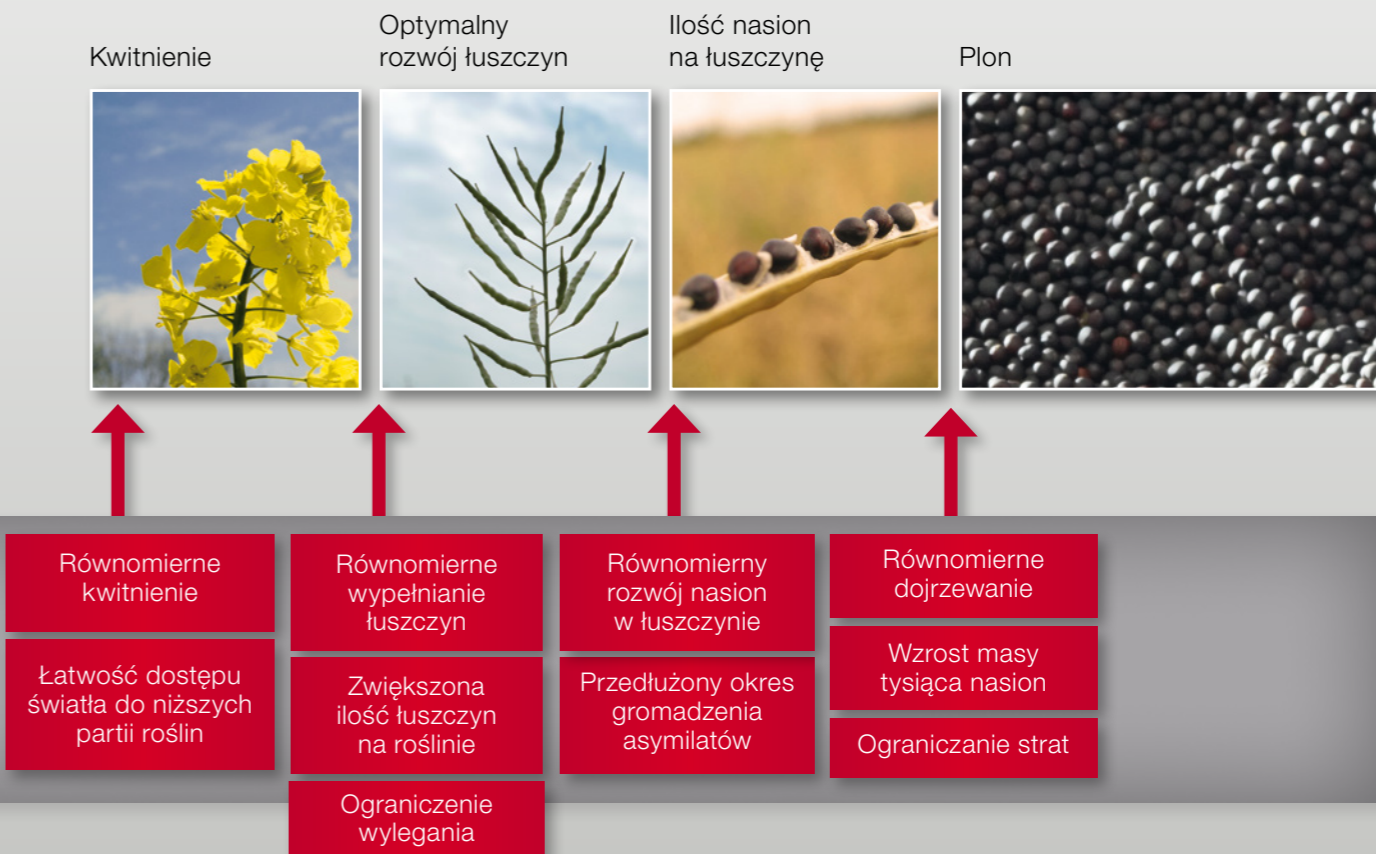 Kwitnienie
Optymalny
rozwój łuszczyn
Ilość nasion
na łuszczynę
Plon
Równomierne
kwitnienie
Łatwość dostępu
światła do niższych
partii roślin
Równomierne
wypełnianie
łuszczyn
Zwiększona
ilość łuszczyn
na roślinie
Ograniczenie
wylegania
Równomierny
rozwój nasion
w łuszczynie
Przedłużony okres
gromadzenia
asymilatów
Równomierne
dojrzewanie
Wzrost masy
tysiąca nasion
Ograniczanie strat